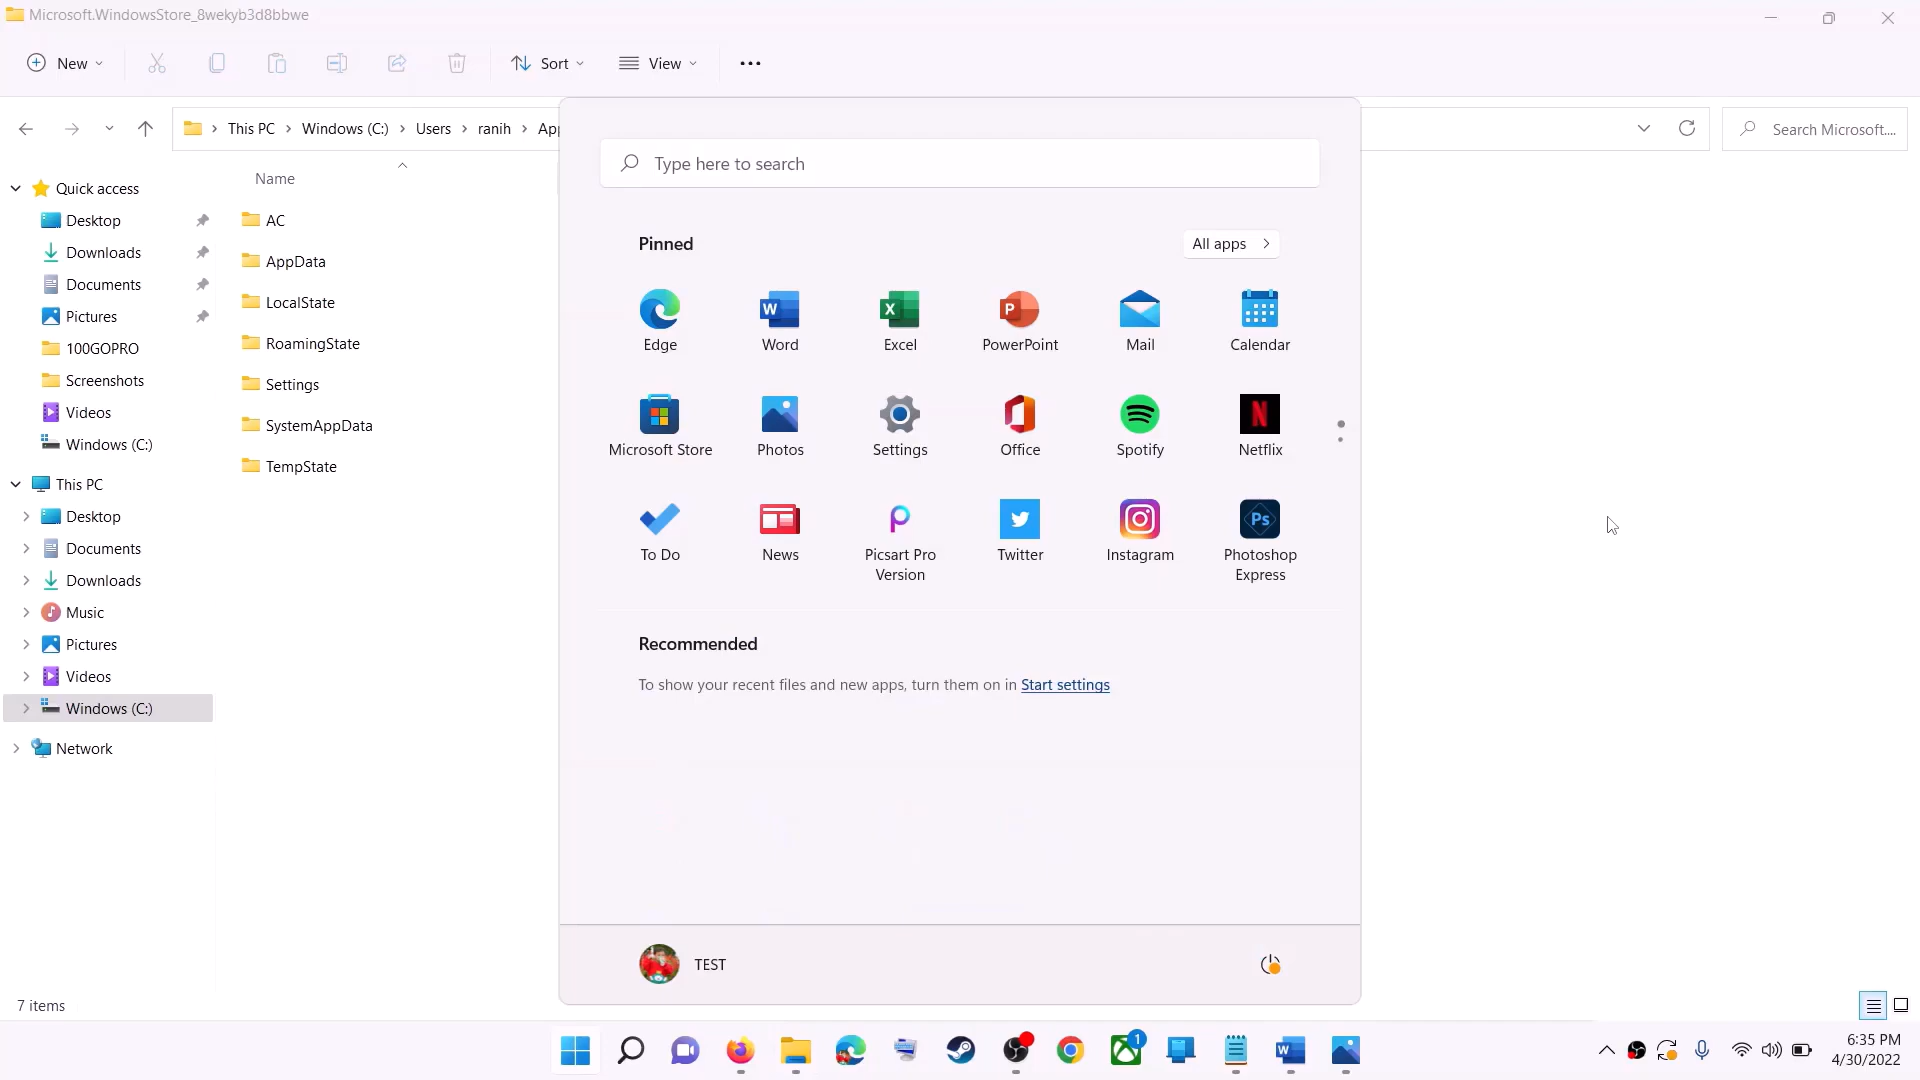 Microsoft.WindowsStore_8wekyb3d8bbwe
New
Sort
View
This PC
Windows (C:)
Users
ranih
App
Search Microsoft....
Name
Quick access
Desktop
Downloads
Documents
Pictures
100GOPRO
Screenshots
Videos
Windows (C:)
This PC
Desktop
Documents
Downloads
Music
Pictures
Videos
Windows (C:)
Network
AC
AppData
LocalState
RoamingState
Settings
SystemAppData
TempState
Type here to search
Pinned
All apps
Edge
Word
Excel
PowerPoint
Mail
Calendar
Microsoft Store
Photos
Settings
Office
Spotify
Netflix
To Do
News
Picsart Pro
Version
Twitter
Instagram
Photoshop
Express
Recommended
To show your recent files and new apps, turn them on in Start settings
TEST
7 items
1
6:35 PM
4/30/2022